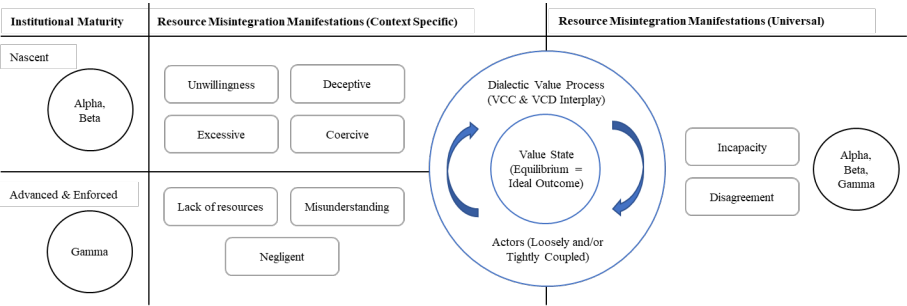 Institutional Maturity
Resource Misintegration Manifestations (Context Specific)
Resource Misintegration Manifestations (Universal)
Nascent
Alpha,
Beta
Unwillingness
Deceptive
Excessive
Coercive
Dialectic Value Process
(VCC & VCD Interplay)
Value State
(Equilibrium =
Ideal Outcome)
Actors (Loosely and/or
Tightly Coupled)
Incapacity
Disagreement
Alpha,
Beta,
Gamma
Advanced & Enforced
Gamma
Lack of resources
Misunderstanding
Negligent